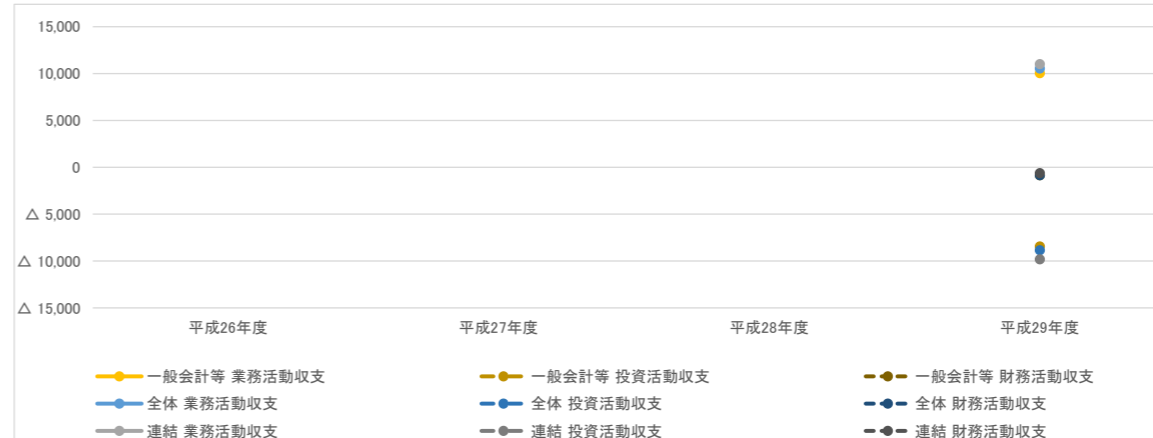 15,000
10,000
5,000
0
△ 5,000
△ 10,000
△ 15,000
平成26年度 平成27年度 平成28年度 平成29年度
一般会計等 業務活動収支 一般会計等 投資活動収支 一般会計等 財務活動収支
全体 業務活動収支 全体 投資活動収支 全体 財務活動収支
連結 業務活動収支 連結 投資活動収支 連結 財務活動収支